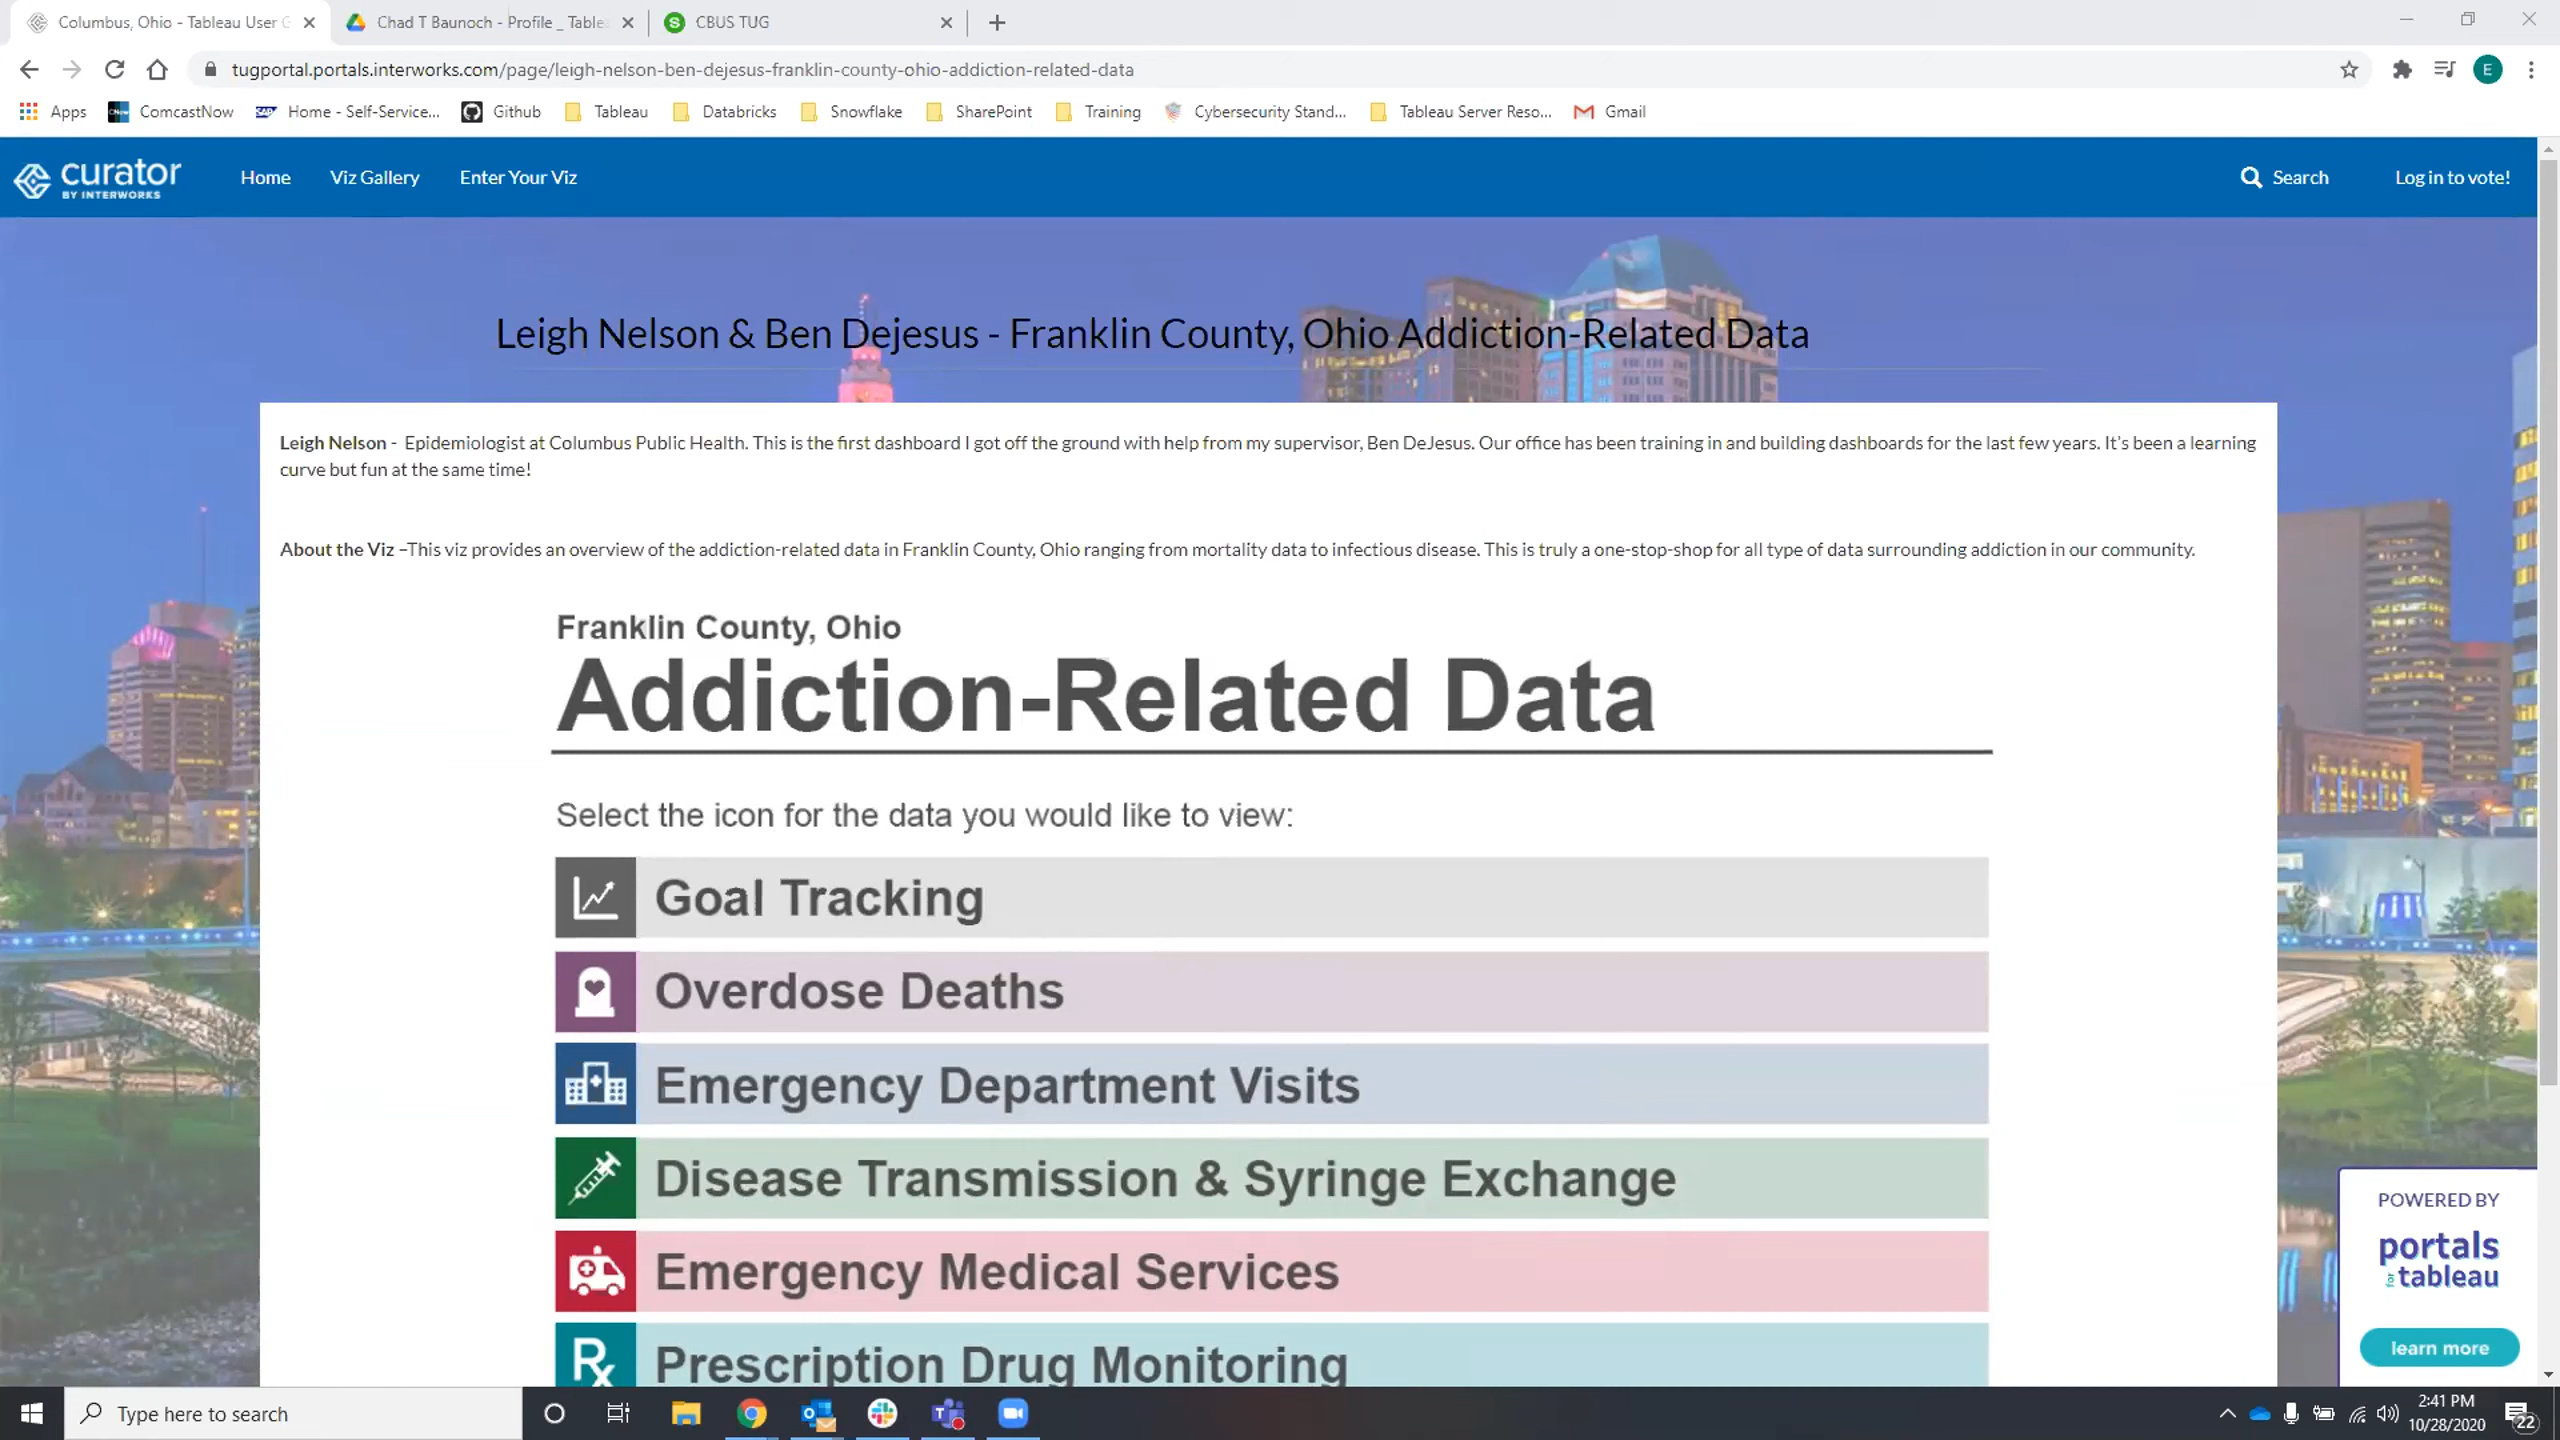 Columbus, Ohio - Tableau User G
Chad T Baunoch - Profile _ Table
CBUS TUG
tugportal.portals.interworks.com/page/leigh-nelson-ben-dejesus-franklin-county-ohio-addiction-related-data
E
Apps
ComcastNow
Home - Self-Service...
Github
Tableau
Databricks
Snowflake
SharePoint
Training
Cybersecurity Stand...
Tableau Server Reso...
Gmail
curator
BY INTERWORKS
Home
Viz Gallery
Enter Your Viz
Search
Log in to vote!
Leigh Nelson & Ben Dejesus - Franklin County, Ohio Addiction-Related Data
Leigh Nelson - Epidemiologist at Columbus Public Health. This is the first dashboard I got off the ground with help from my supervisor, Ben DeJesus. Our office has been training in and building dashboards for the last few years. It's been a learning
curve but fun at the same time!
About the Viz –This viz provides an overview of the addiction-related data in Franklin County, Ohio ranging from mortality data to infectious disease. This is truly a one-stop-shop for all type of data surrounding addiction in our community.
Franklin County, Ohio
Addiction-Related Data
Select the icon for the data you would like to view:
Goal Tracking
Overdose Deaths
Emergency Department Visits
Disease Transmission & Syringe Exchange
Emergency Medical Services
Rx Prescription Drug Monitoring
POWERED BY
portals
for tableau
learn more
Type here to search
2:41 PM
10/28/2020
22